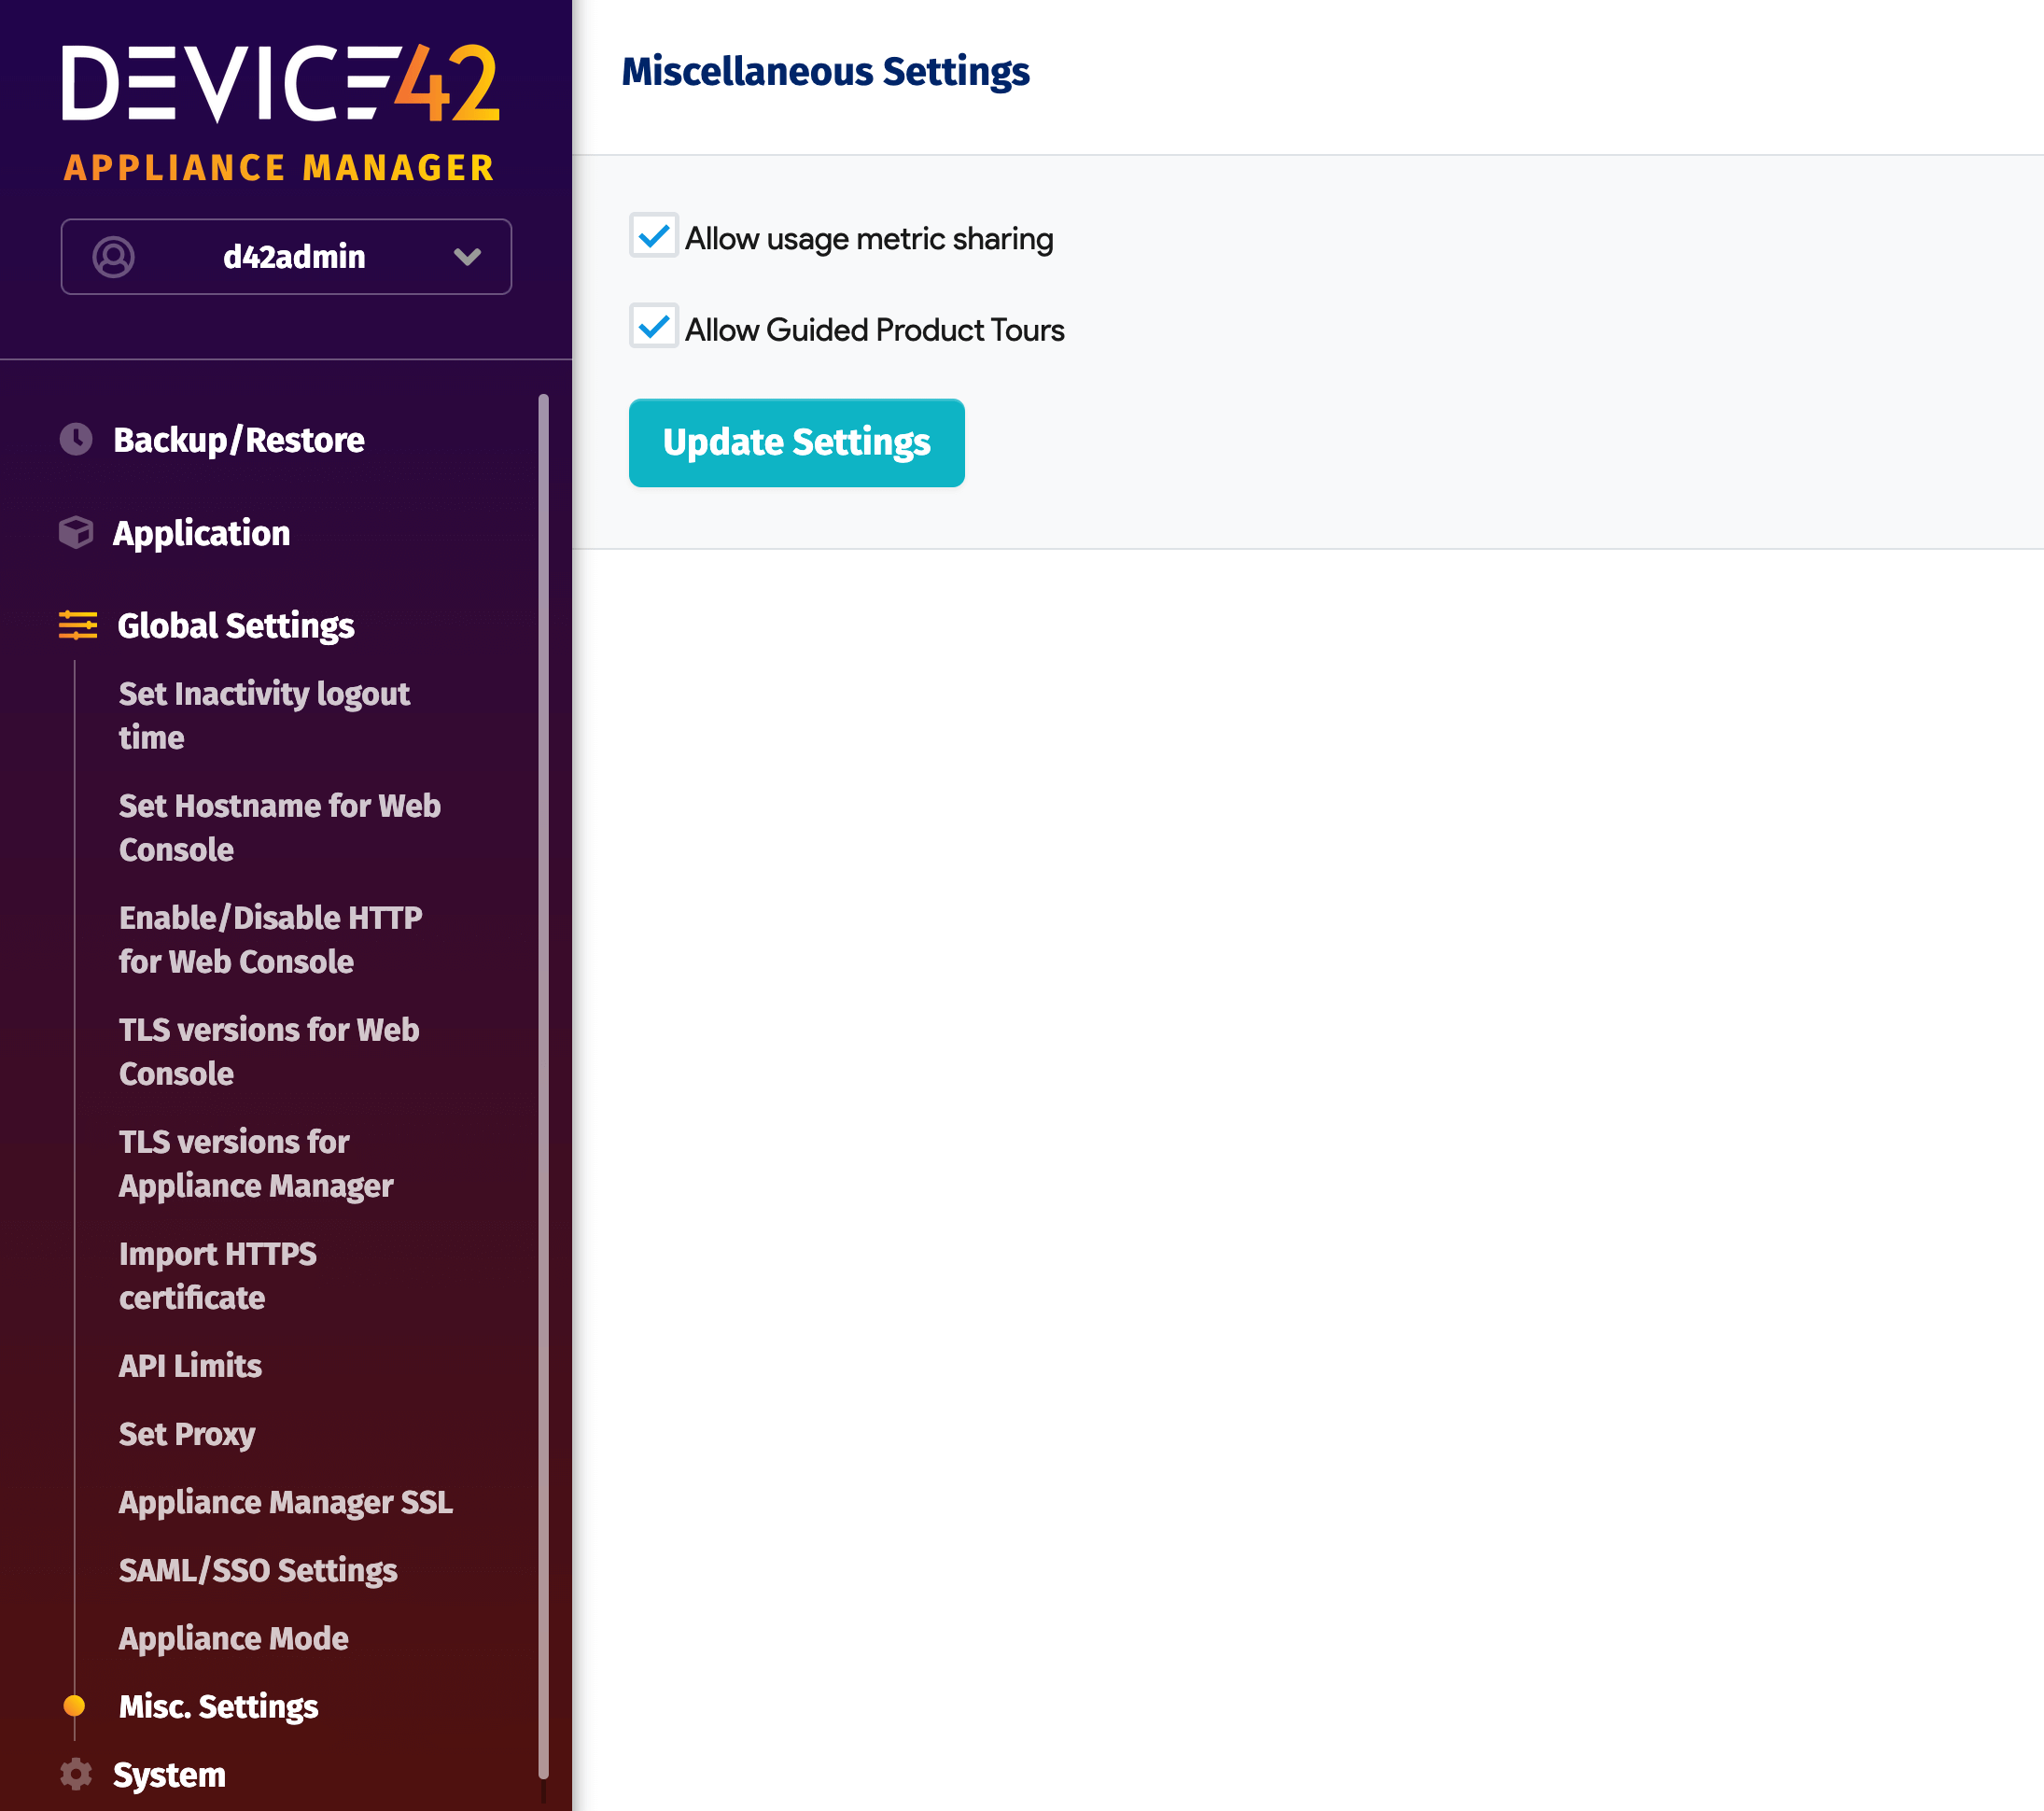 DEVICE42
APPLIANCE MANAGER
d42admin
Backup/Restore
Application
Global Settings
Set Inactivity logout
time
Set Hostname for Web
Console
Enable/Disable HTTP
for Web Console
TLS versions for Web
Console
TLS versions for
Appliance Manager
Import HTTPS
certificate
API Limits
Set Proxy
Appliance Manager SSL
SAML/SSO Settings
Appliance Mode
Misc. Settings
System
Miscellaneous Settings
Allow usage metric sharing
Allow Guided Product Tours
Update Settings